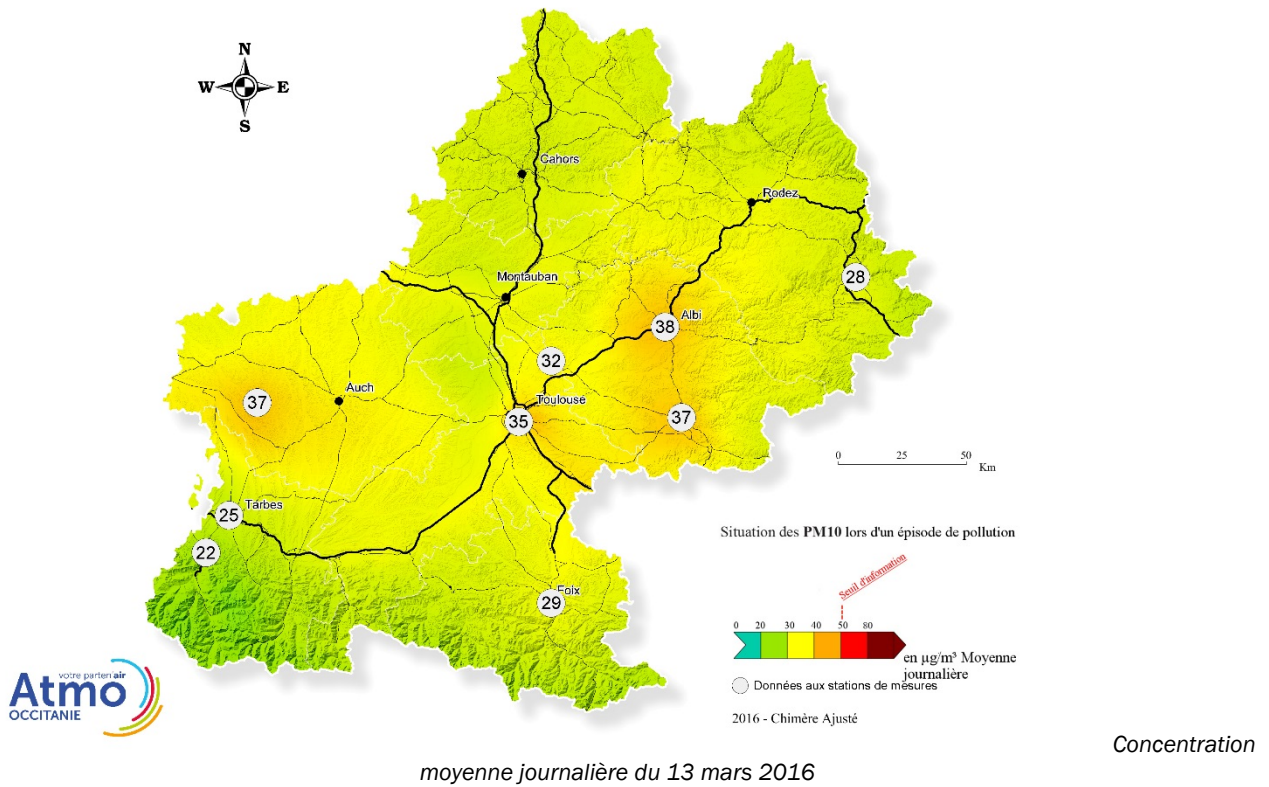 N
W E
S
Cahors
Rodez
28
Montauban
Albi
38
32
Auch
37
Toulouse
35
37
0 25 50
Km
Tarbes
25
22
Foix
29
Situation des PM10 lors d'un épisode de pollution
Seuil d'information
0 20 30 40 50 80
en µg/m³ Moyenne
journalière
Données aux stations de mesures
2016 - Chimère Ajusté
votre parten'air
Atmo
OCCITANIE
Concentration
moyenne journalière du 13 mars 2016